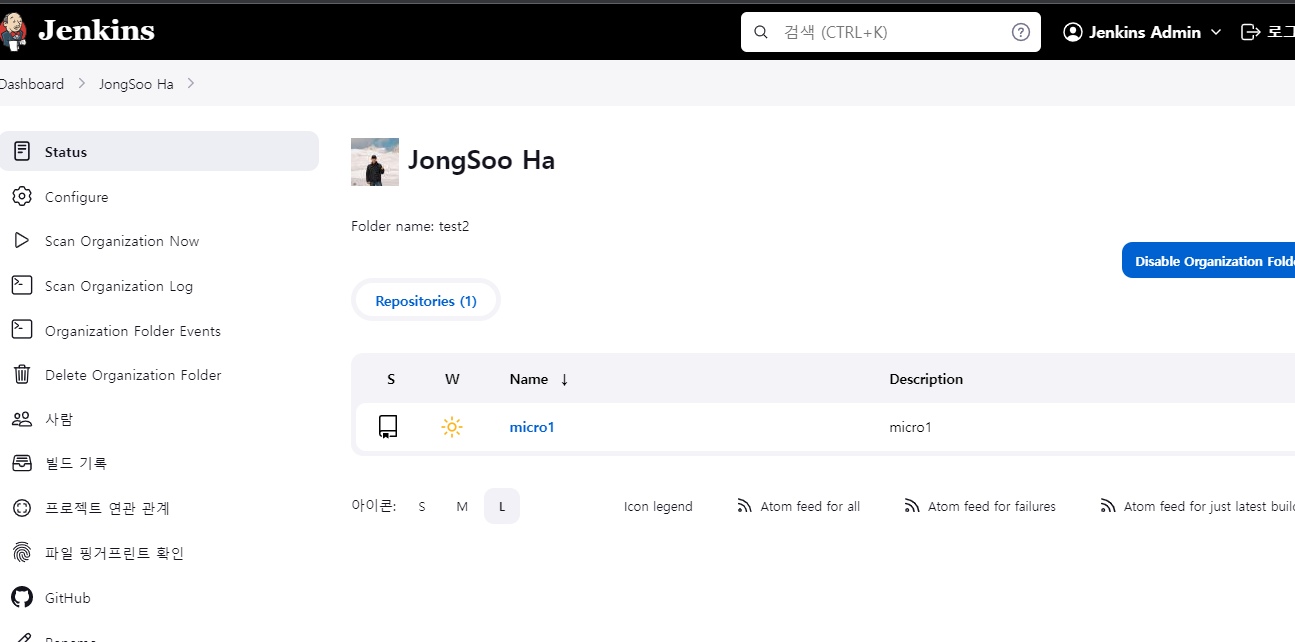 Jenkins
검색 (CTRL+K)
?
Jenkins Admin
로그
Dashboard
JongSoo Ha
Status
Configure
Scan Organization Now
Scan Organization Log
Organization Folder Events
Delete Organization Folder
사람
빌드 기록
프로젝트 연관 관계
파일 핑거프린트 확인
GitHub
Rename
JongSoo Ha
Folder name: test2
Disable Organization Folde
Repositories (1)
S W Name ↓ Description
micro1 micro1
아이콘: S M L
Icon legend
Atom feed for all
Atom feed for failures
Atom feed for just latest build